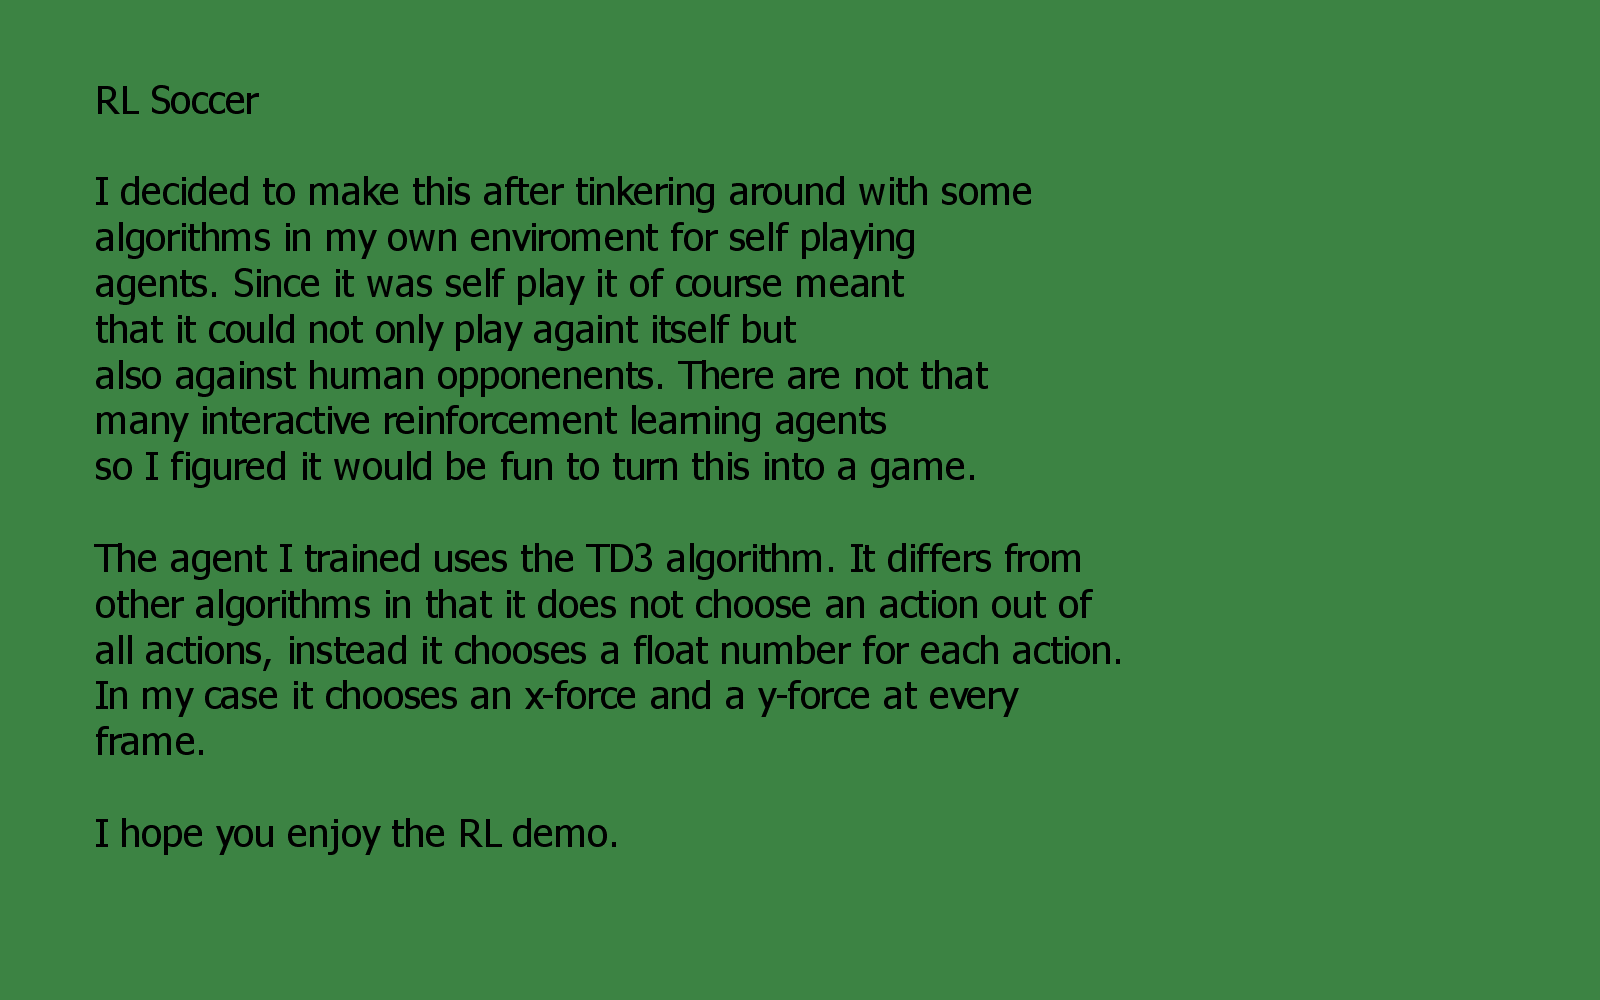 RL Soccer
I decided to make this after tinkering around with some
algorithms in my own enviroment for self playing
agents. Since it was self play it of course meant
that it could not only play againt itself but
also against human opponenents. There are not that
many interactive reinforcement learning agents
so I figured it would be fun to turn this into a game.
The agent I trained uses the TD3 algorithm. It differs from
other algorithms in that it does not choose an action out of
all actions, instead it chooses a float number for each action.
In my case it chooses an x-force and a y-force at every
frame.
I hope you enjoy the RL demo.